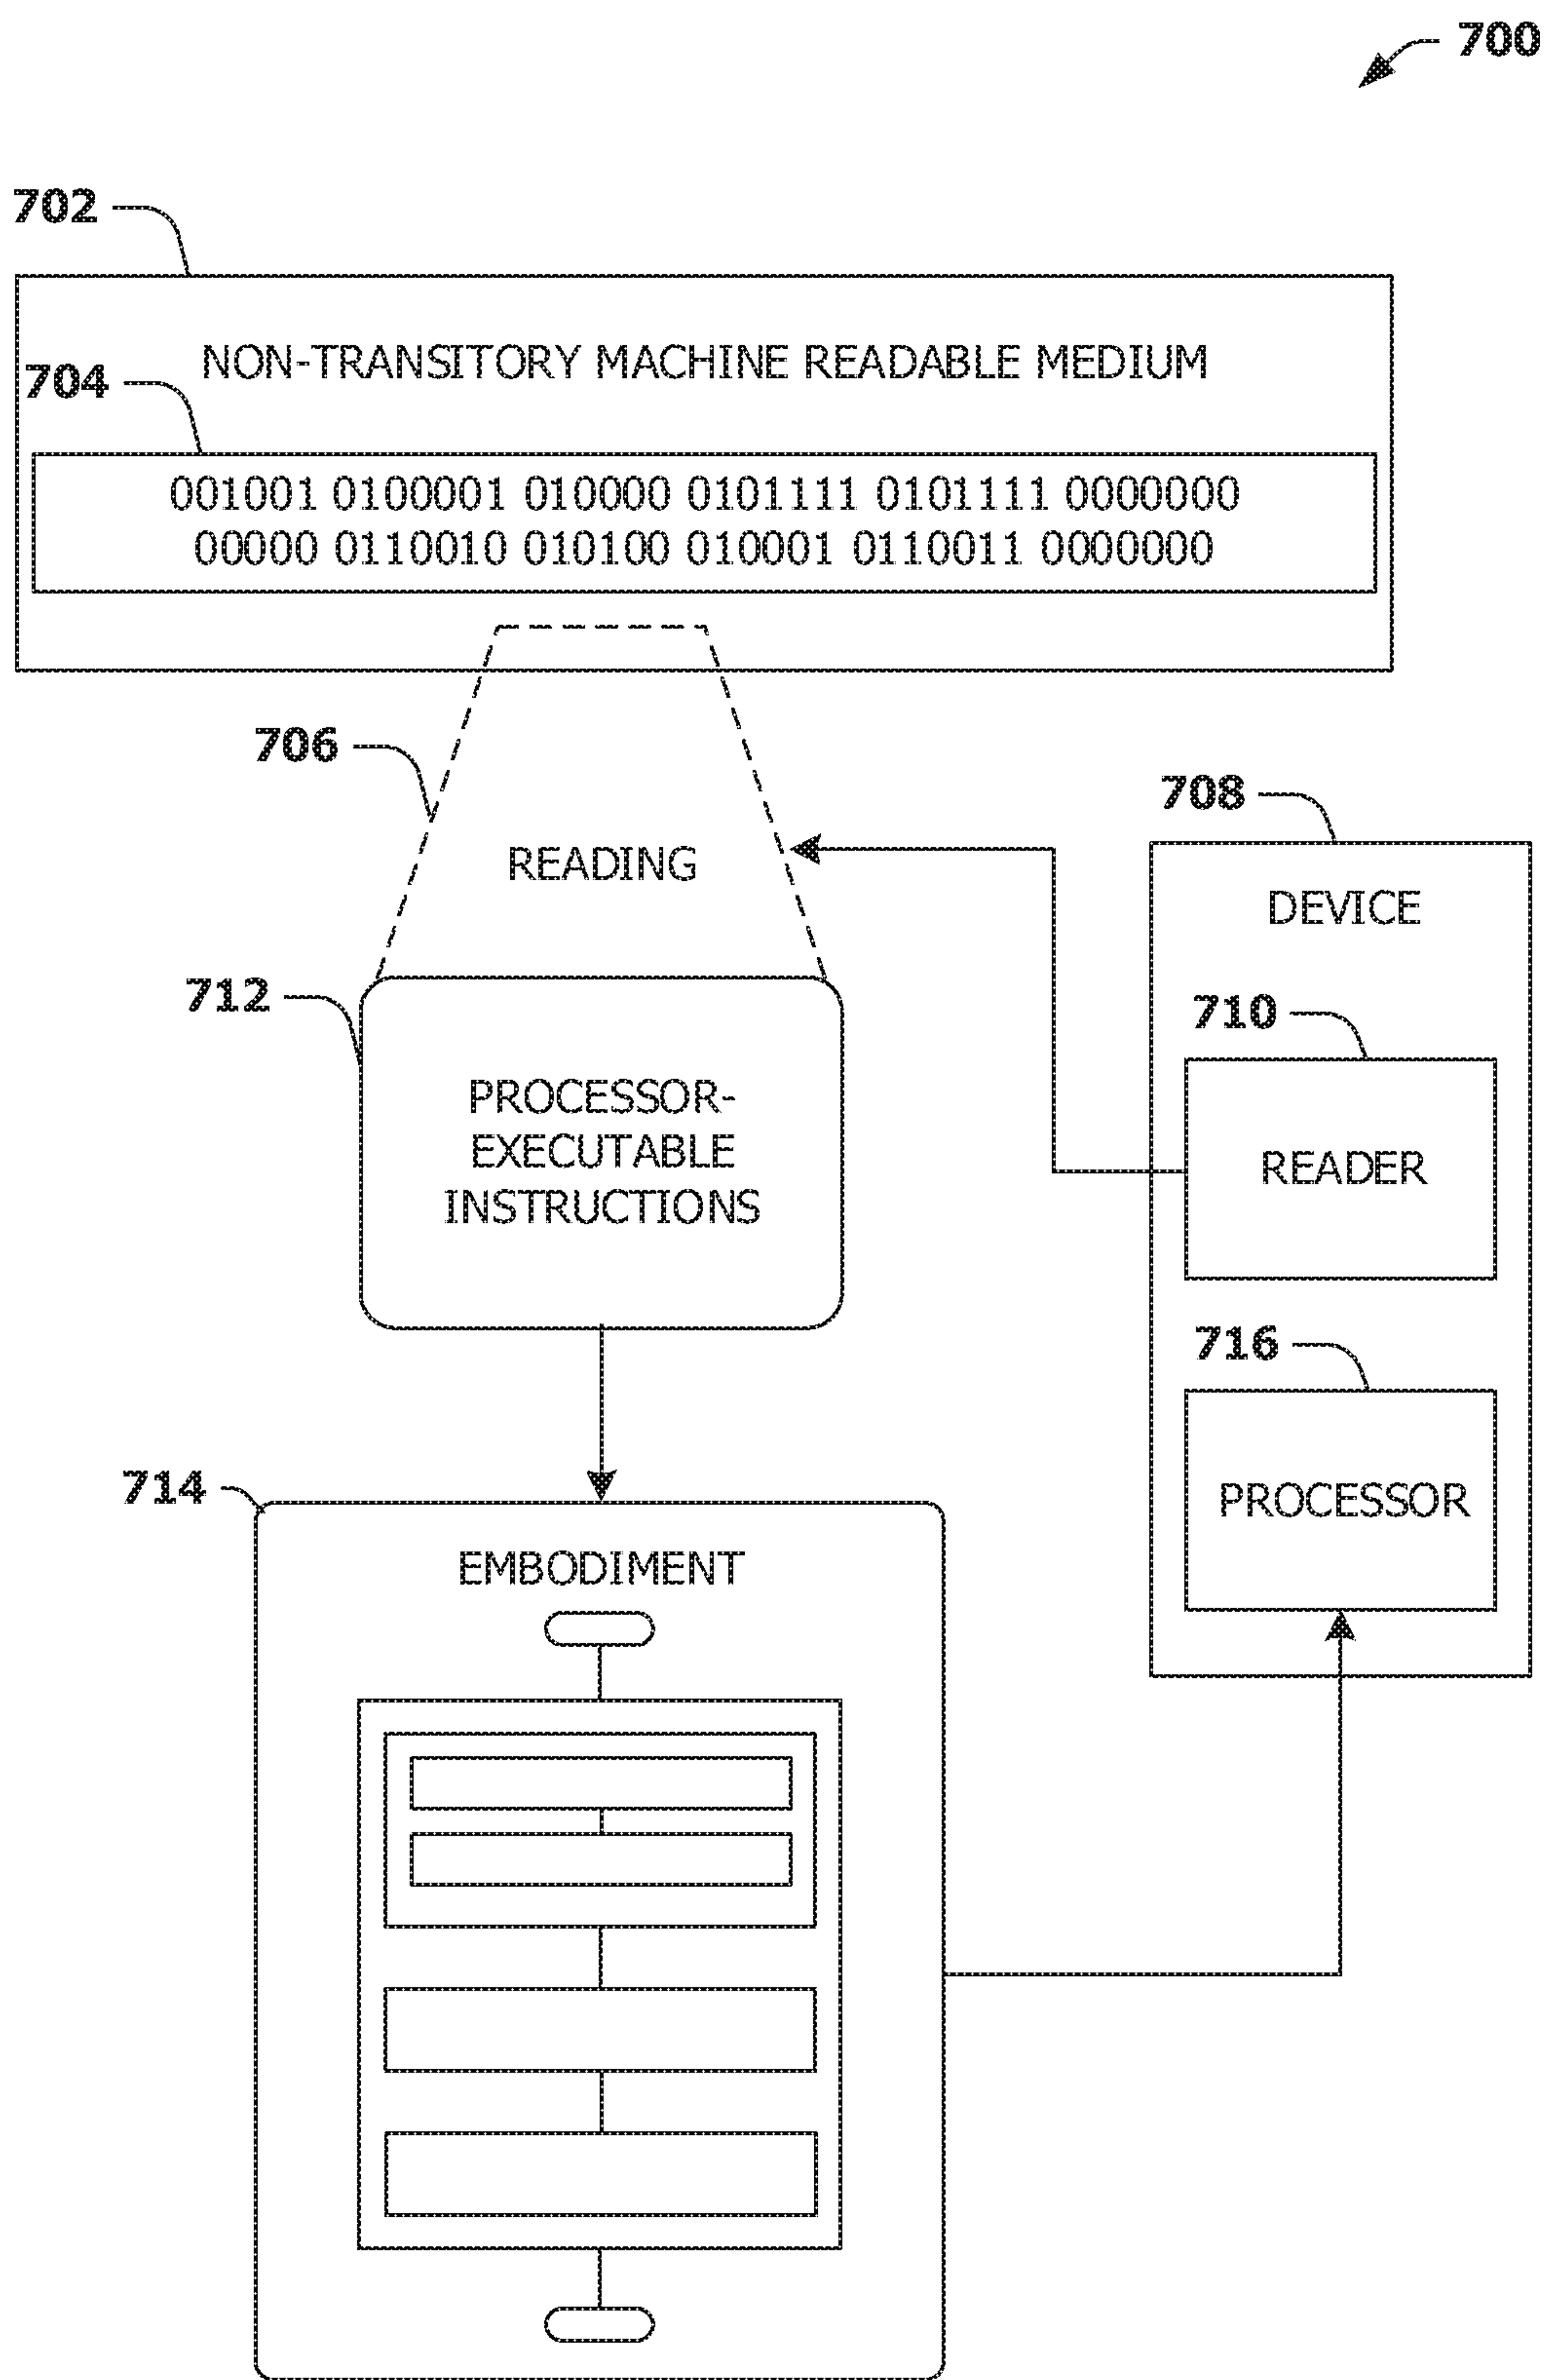 700
702
NON-TRANSITORY MACHINE READABLE MEDIUM
704
001001 0100001 010000 0101111 0101111 0000000
00000 0110010 010100 010001 0110011 0000000
706
READING
708
DEVICE
712
PROCESSOR-
EXECUTABLE
INSTRUCTIONS
710
READER
716
PROCESSOR
714
EMBODIMENT